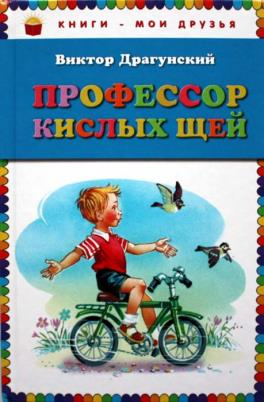 КНИГИ - МОИ ДРУЗЬЯ
Виктор Драгунский
ПРОФЕССОР
КИСЛЫХ ЩЕЙ